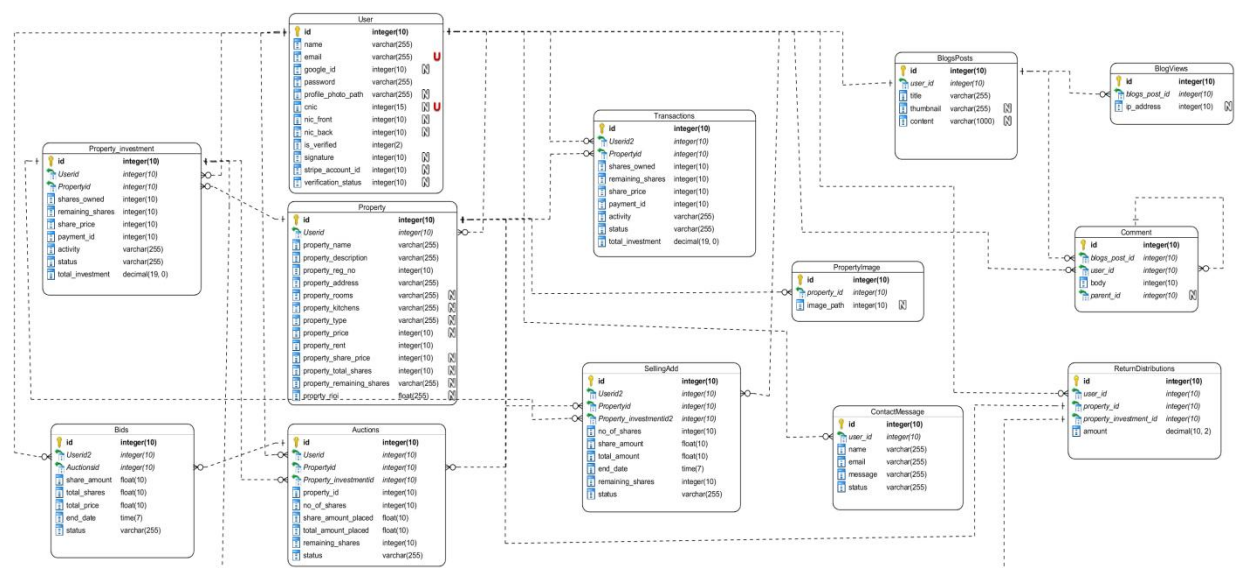 User
id integer(10)
name varchar(255)
email varchar(255) U
google_id integer(10) N
password varchar(255)
profile_photo_path varchar(255) N
cnic integer(15) N U
nic_front integer(10) N
nic_back integer(10) N
is_verified integer(2)
signature integer(10) N
stripe_account_id integer(10) N
verification_status integer(10) N
BlogsPosts
id integer(10)
user_id integer(10)
title varchar(255)
thumbnail varchar(255) N
content varchar(1000) N
BlogViews
id integer(10)
blogs_post_id integer(10)
ip_address integer(10) N
Transactions
id integer(10)
Userid2 integer(10)
Propertyid integer(10)
shares_owned integer(10)
remaining_shares integer(10)
share_price integer(10)
payment_id integer(10)
activity varchar(255)
status varchar(255)
total_investment decimal(19, 0)
Property_investment
id integer(10)
Userid integer(10)
Propertyid integer(10)
shares_owned integer(10)
remaining_shares integer(10)
share_price integer(10)
payment_id integer(10)
activity varchar(255)
status varchar(255)
total_investment decimal(19, 0)
Property
id integer(10)
Userid integer(10)
property_name varchar(255)
property_description varchar(255)
property_reg_no integer(10)
property_address varchar(255)
property_rooms varchar(255) N
property_kitchens varchar(255) N
property_type varchar(255) N
property_price integer(10) N
property_rent integer(10)
property_share_price integer(10) N
property_total_shares integer(10) N
property_remaining_shares varchar(255) N
proprty_rioi float(255) N
Comment
id integer(10)
blogs_post_id integer(10)
user_id integer(10)
body integer(10)
parent_id integer(10) N
PropertyImage
id integer(10)
property_id integer(10)
image_path integer(10) N
SellingAdd
id integer(10)
Userid2 integer(10)
Propertyid integer(10)
Property_investmentid2 integer(10)
no_of_shares integer(10)
share_amount float(10)
total_amount float(10)
end_date time(7)
remaining_shares integer(10)
status varchar(255)
ReturnDistributions
id integer(10)
user_id integer(10)
property_id integer(10)
property_investment_id integer(10)
amount decimal(10, 2)
ContactMessage
id integer(10)
user_id integer(10)
name varchar(255)
email varchar(255)
message varchar(255)
status varchar(255)
Bids
id integer(10)
Userid2 integer(10)
Auctionsid integer(10)
share_amount float(10)
total_shares float(10)
total_price float(10)
end_date time(7)
status varchar(255)
Auctions
id integer(10)
Userid integer(10)
Propertyid integer(10)
Property_investmentid integer(10)
property_id integer(10)
no_of_shares integer(10)
share_amount_placed float(10)
total_amount_placed float(10)
remaining_shares integer(10)
status varchar(255)